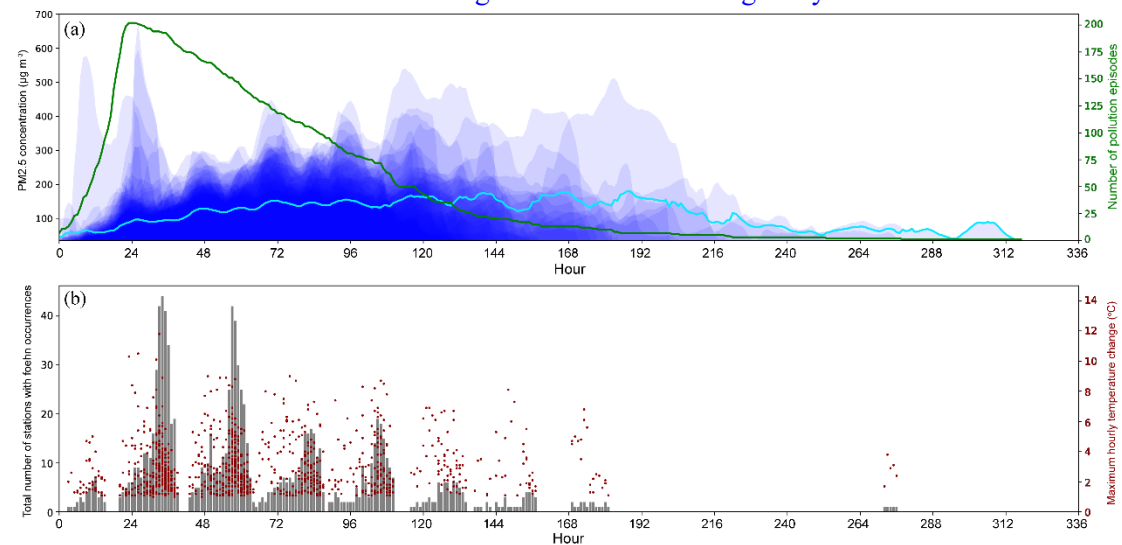 (a)
PM2.5 concentration (µg m³)
700
600
500
400
300
200
100
0 24 48 72 96 120 144 168 192 216 240 264 288 312 336
Hour
200
175
150
125
100
75
50
25
0
Number of pollution episodes
(b)
Total number of stations with foehn occurrences
40
30
20
10
0
0 24 48 72 96 120 144 168 192 216 240 264 288 312 336
Hour
14
12
10
8
6
4
2
0
Maximum hourly temperature change (°C)